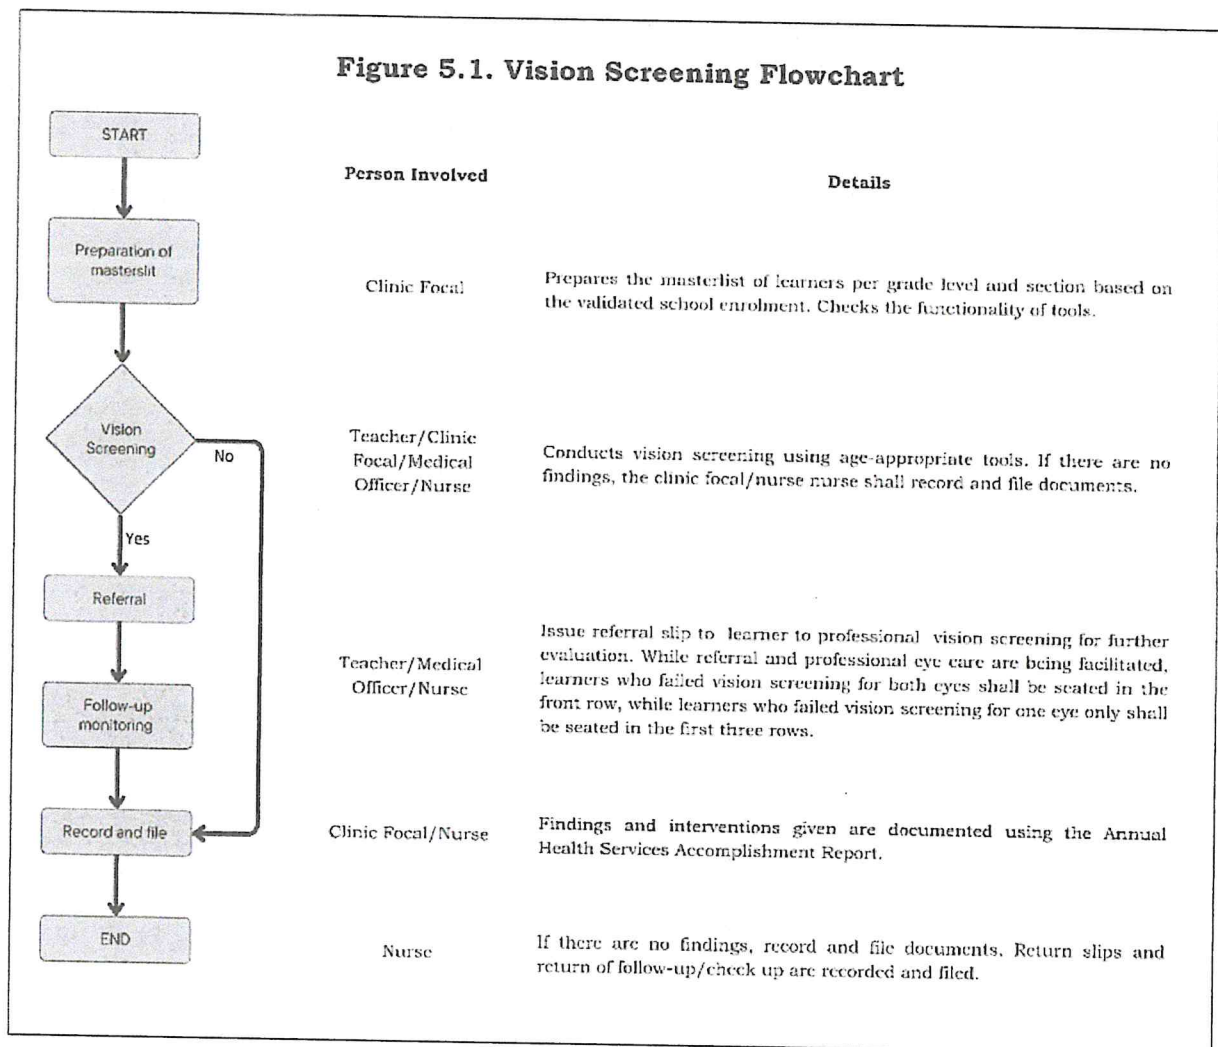 Figure 5.1. Vision Screening Flowchart
START
Person Involved
Details
Preparation of
masterslit
Clinic Focal
Prepares the masterlist of learners per grade level and section based on
the validated school enrolment. Checks the functionality of tools.
Vision
Screening
No
Teacher/Clinic
Focal/Medical
Officer/Nurse
Conducts vision screening using age-appropriate tools. If there are no
findings, the clinic focal/nurse nurse shall record and file documents.
Yes
Referral
Follow-up
monitoring
Teacher/Medical
Officer/Nurse
Issue referral slip to learner to professional vision screening for further
evaluation. While referral and professional eye care are being facilitated,
learners who failed vision screening for both eyes shall be seated in the
front row, while learners who failed vision screening for one eye only shall
be seated in the first three rows.
Record and file
Clinic Focal/Nurse
Findings and interventions given are documented using the Annual
Health Services Accomplishment Report.
END
Nurse
If there are no findings, record and file documents. Return slips and
return of follow-up/check up are recorded and filed.